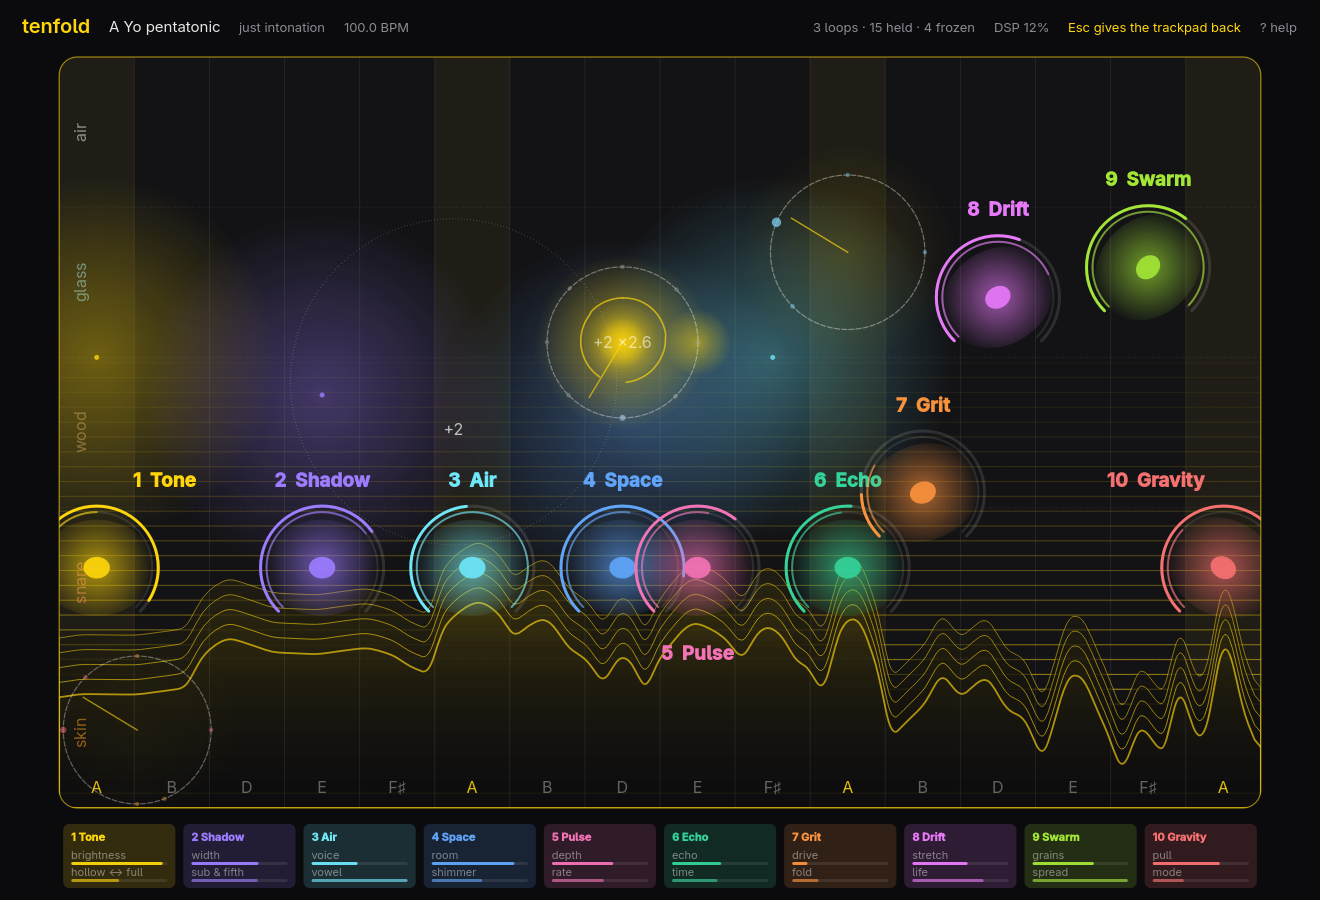 tenfold A Yo pentatonic just intonation 100.0 BPM 3 loops · 15 held · 4 frozen DSP 12% Esc gives the trackpad back ? help
air
9 Swarm
8 Drift
glass
+2 ×2.6
7 Grit
wood
+2
1 Tone 2 Shadow 3 Air 4 Space 6 Echo 10 Gravity
snare
5 Pulse
skin
A B D E F♯ A B D E F♯ A B D E F♯ A
1 Tone 2 Shadow 3 Air 4 Space 5 Pulse 6 Echo 7 Grit 8 Drift 9 Swarm 10 Gravity
brightness width voice room depth echo drive stretch grains pull
hollow ↔ full sub & fifth vowel shimmer rate time fold life spread mode